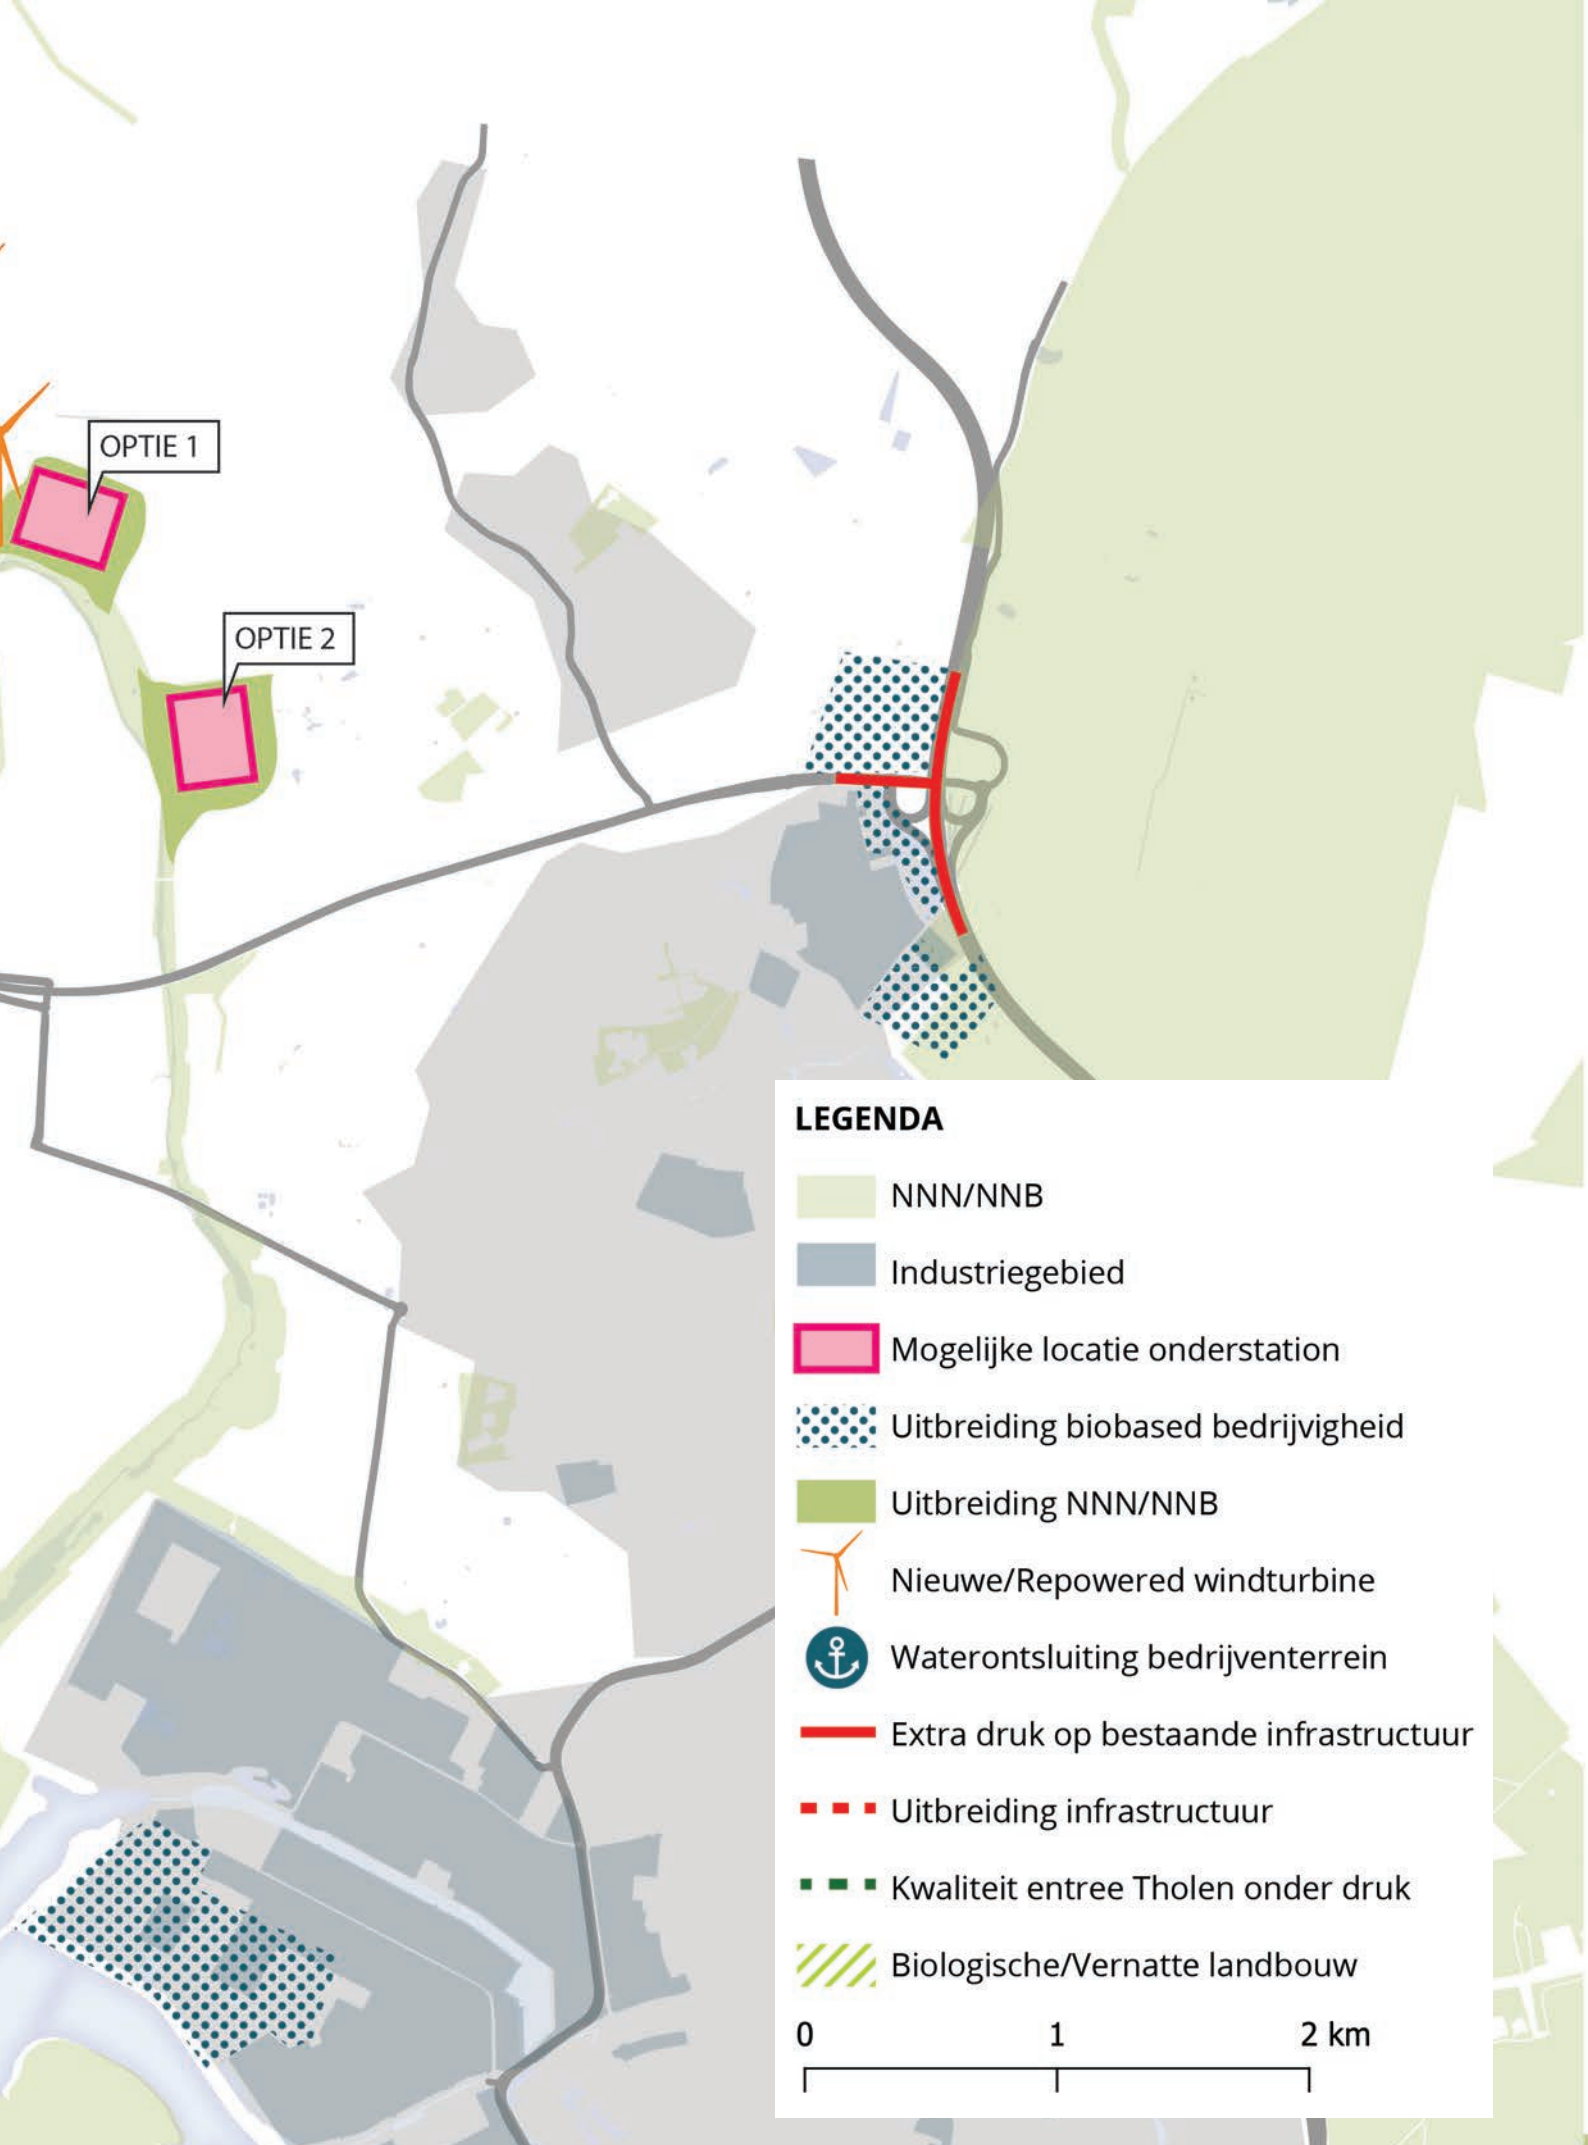 OPTIE 1
OPTIE 2
LEGENDA
NNN/NNB
Industriegebied
Mogelijke locatie onderstation
Uitbreiding biobased bedrijvigheid
Uitbreiding NNN/NNB
Nieuwe/Repowered windturbine
Waterontsluiting bedrijventerrein
Extra druk op bestaande infrastructuur
Uitbreiding infrastructuur
Kwaliteit entree Tholen onder druk
Biologische/Vernatte landbouw
0 1 2 km